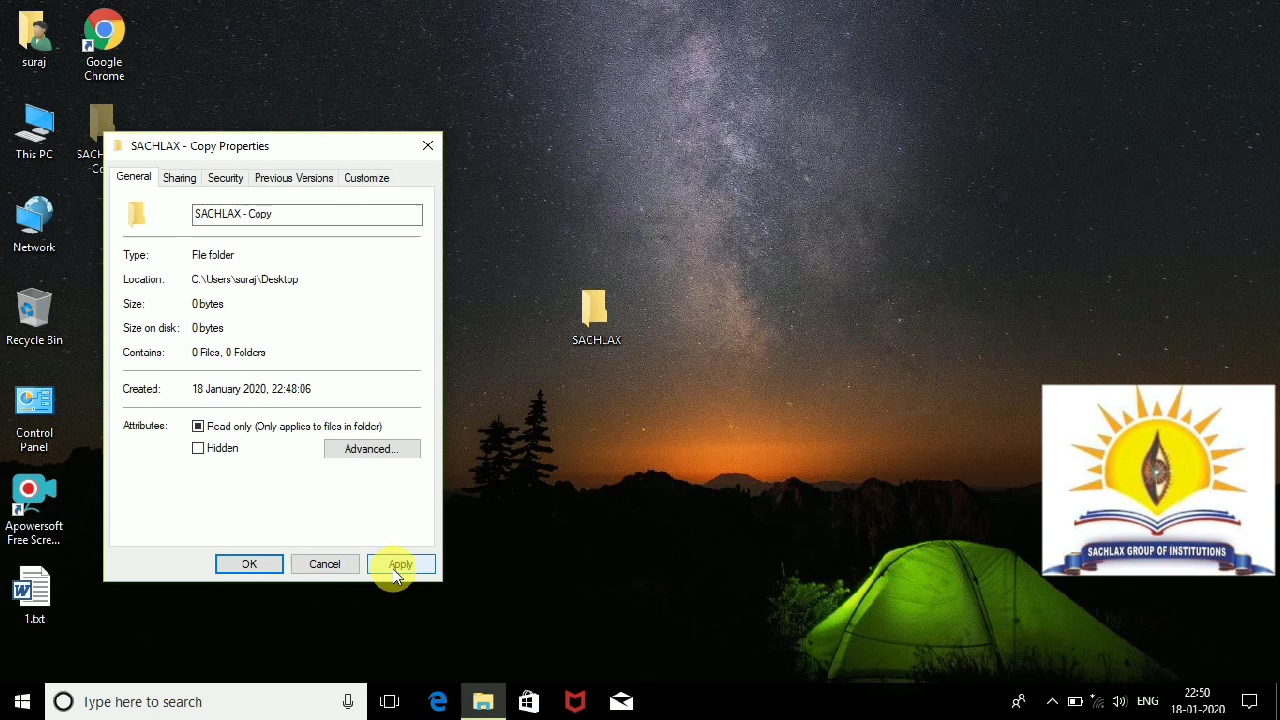 suraj
Google
Chrome
This PC
SACH
Co
Network
Recycle Bin
Control
Panel
Apowersoft
Free Scre...
1.txt
SACHLAX - Copy Properties
General Sharing Security Previous Versions Customize
SACHLAX - Copy
Type: File folder
Location: C:\Users\suraj\Desktop
Size: 0 bytes
Size on disk: 0 bytes
Contains: 0 Files, 0 Folders
Created: 18 January 2020, 22:48:06
Attributes: Read-only (Only applies to files in folder)
Hidden
Advanced...
OK Cancel Apply
SACHLAX
SACHLAX GROUP OF INSTITUTIONS
Type here to search
ENG
22:50
18-01-2020